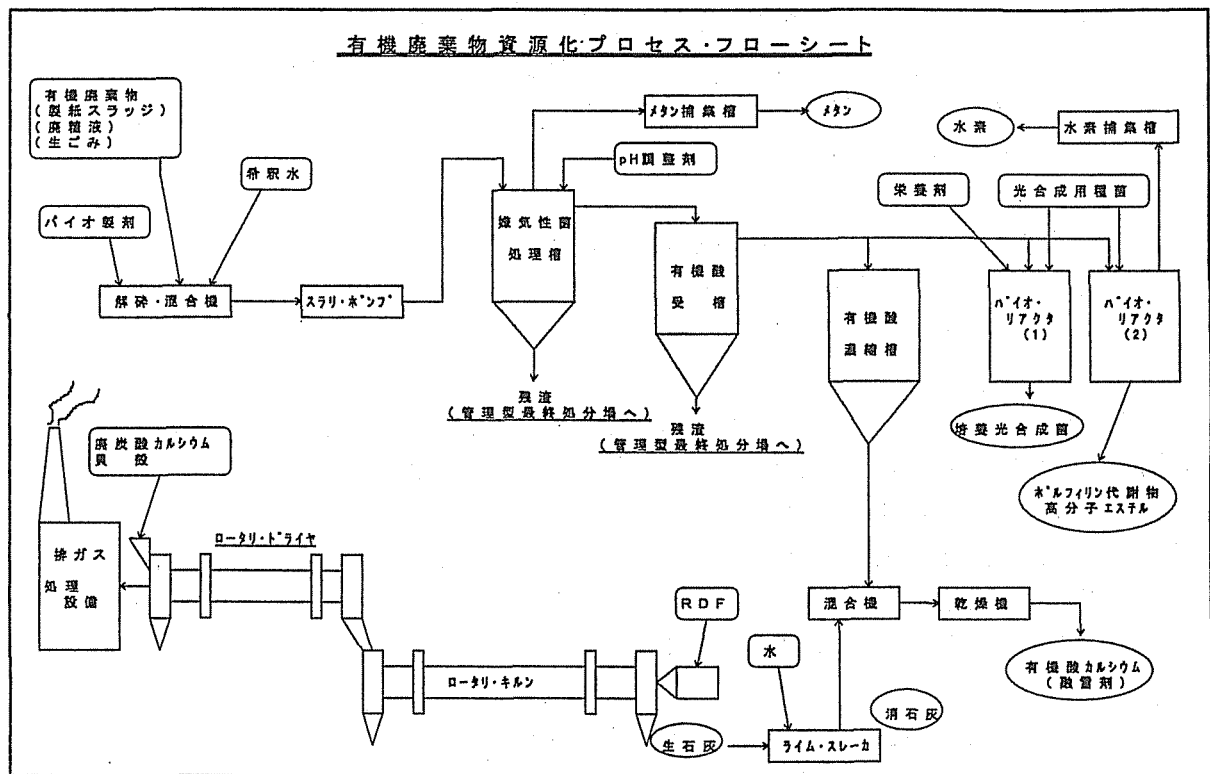 有機廃棄物資源化プロセス・フローシート
有機廃棄物
(製紙スラッジ)
(廃糖液)
(生ごみ)
希釈水
バイオ製剤
解砕・混合機
スラリ・ポンプ
メタン捕集槽
メタン
pH調整剤
嫌気性菌
処理槽
残渣
(管理型最終処分場へ)
有機酸
受槽
残渣
(管理型最終処分場へ)
有機酸
濃縮槽
水素
水素捕集槽
栄養剤
光合成用種菌
バイオ・
リアクタ
(1)
バイオ・
リアクタ
(2)
培養光合成菌
ポルフィリン代謝物
高分子エステル
廃炭酸カルシウム
貝殻
排ガス
処理
設備
ロータリ・ドライヤ
ロータリ・キルン
RDF
生石灰
水
ライム・スレーカ
消石灰
混合機
乾燥機
有機酸カルシウム
(融雪剤)